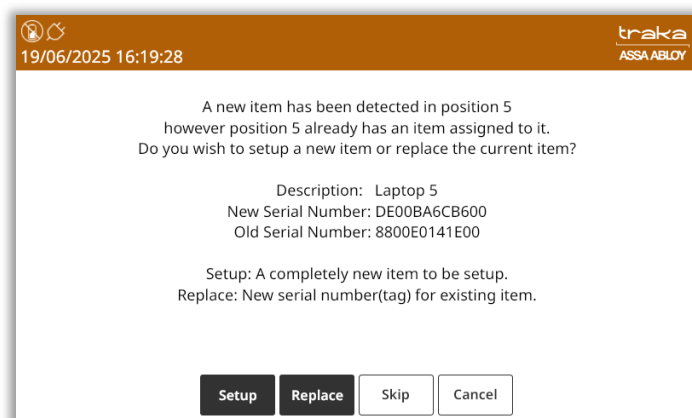 traka
19/06/2025 16:19:28
ASSA ABLOY
A new item has been detected in position 5
however position 5 already has an item assigned to it.
Do you wish to setup a new item or replace the current item?
Description: Laptop 5
New Serial Number: DE00BA6CB600
Old Serial Number: 8800E0141E00
Setup: A completely new item to be setup.
Replace: New serial number(tag) for existing item.
Setup Replace Skip Cancel